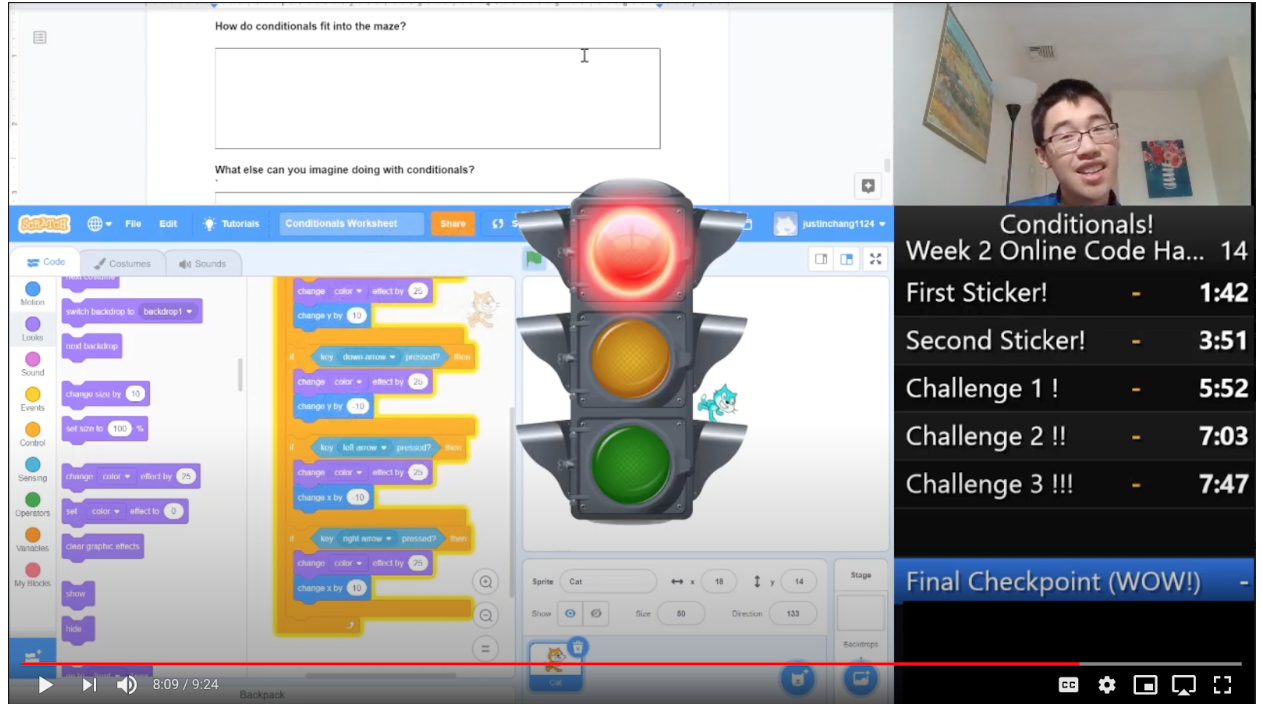 How do conditionals fit into the maze?
What else can you imagine doing with conditionals?
SCRATCH
File
Edit
Tutorials
Conditionals Worksheet
Share
S
justinchang1124
Code
Costumes
Sounds
Motion
Looks
Sound
Events
Control
Sensing
Operators
Variables
My Blocks
next costume
switch backdrop to backdrop1
next backdrop
change size by 10
set size to 100 %
change color effect by 25
set color effect to 0
clear graphic effects
show
hide
change color effect by 25
change y by 10
if key down arrow pressed? then
change color effect by 25
change y by -10
if key left arrow pressed? then
change color effect by 25
change x by -10
if key right arrow pressed? then
change color effect by 25
change x by 10
Backpack
Sprite Cat x 18 y 14
Show Size 50 Direction 133
Cat
Stage
Backdrops
Conditionals!
Week 2 Online Code Ha... 14
First Sticker! - 1:42
Second Sticker! - 3:51
Challenge 1 ! - 5:52
Challenge 2 !! - 7:03
Challenge 3 !!! - 7:47
Final Checkpoint (WOW!) -
8:09 / 9:24
CC